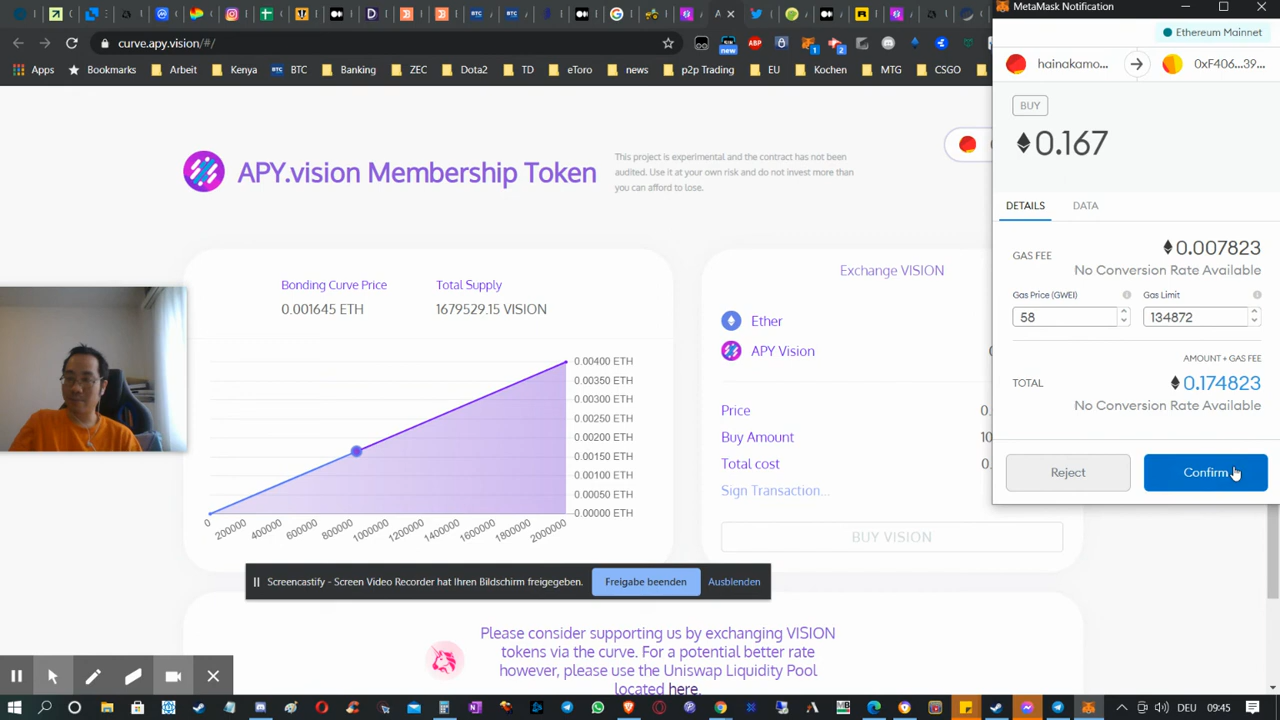 MetaMask Notification
curve.apy.vision/#/
new
ABP
1
2
Ethereum Mainnet
Apps
Bookmarks
Arbeit
Kenya
BTC
Banking
ZEC
Dota2
TD
eToro
news
p2p Trading
EU
Kochen
MTG
CSGO
hainakamo...
0xF406...39...
BUY
0.167
APY.vision Membership Token
This project is experimental and the contract has not been
audited. Use it at your own risk and do not invest more than
you can afford to lose.
DETAILS
DATA
GAS FEE
0.007823
No Conversion Rate Available
Gas Price (GWEI)
Gas Limit
58
134872
AMOUNT + GAS FEE
TOTAL
0.174823
No Conversion Rate Available
Reject
Confirm
Bonding Curve Price
Total Supply
0.001645 ETH
1679529.15 VISION
0.00400 ETH
0.00350 ETH
0.00300 ETH
0.00250 ETH
0.00200 ETH
0.00150 ETH
0.00100 ETH
0.00050 ETH
0.00000 ETH
0
200000
400000
600000
800000
1000000
1200000
1400000
1600000
1800000
2000000
Exchange VISION
Ether
APY Vision
Price
0.
Buy Amount
10
Total cost
0.
Sign Transaction...
BUY VISION
Screencastify - Screen Video Recorder hat Ihren Bildschirm freigegeben.
Freigabe beenden
Ausblenden
Please consider supporting us by exchanging VISION
tokens via the curve. For a potential better rate
however, please use the Uniswap Liquidity Pool
located here.
DEU
09:45